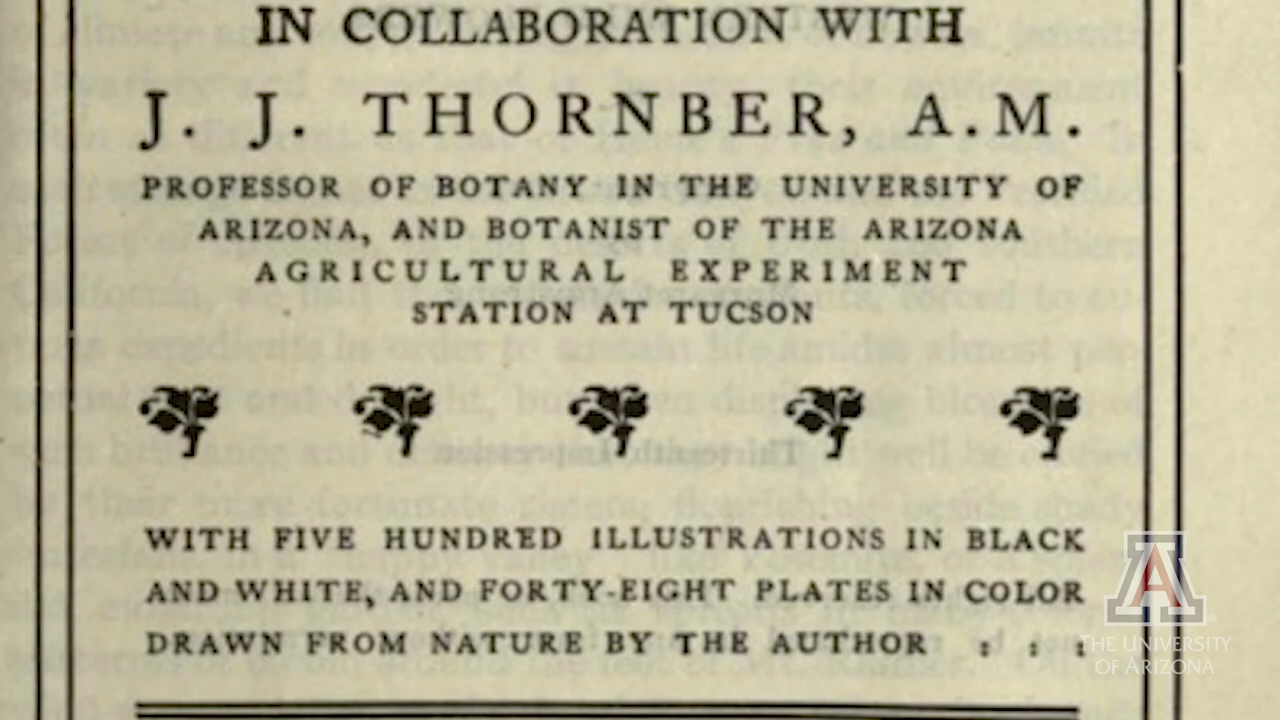 IN COLLABORATION WITH
J. J. THORNBER, A.M.
PROFESSOR OF BOTANY IN THE UNIVERSITY OF
ARIZONA, AND BOTANIST OF THE ARIZONA
AGRICULTURAL EXPERIMENT
STATION AT TUCSON
Thirteenth Impression
WITH FIVE HUNDRED ILLUSTRATIONS IN BLACK
AND WHITE, AND FORTY-EIGHT PLATES IN COLOR
DRAWN FROM NATURE BY THE AUTHOR : : :
A
THE UNIVERSITY
OF ARIZONA